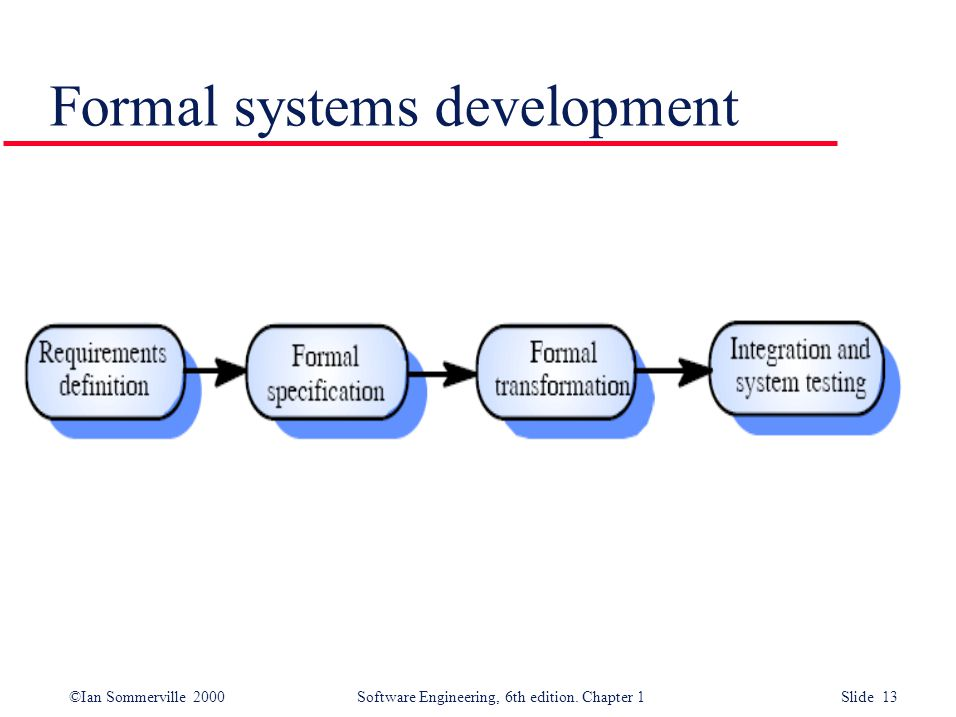 Formal systems development
Requirements
definition
Formal
specification
Formal
transformation
Integration and
system testing
©Ian Sommerville 2000 Software Engineering, 6th edition. Chapter 1 Slide 13